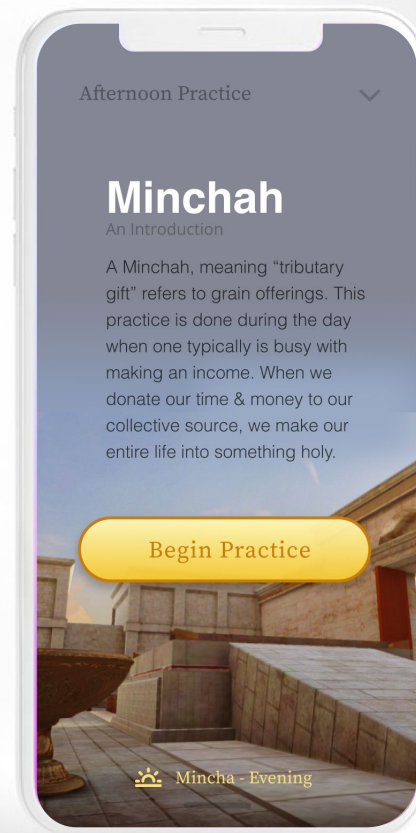 Afternoon Practice
Minchah
An Introduction
A Minchah, meaning “tributary
gift” refers to grain offerings. This
practice is done during the day
when one typically is busy with
making an income. When we
donate our time & money to our
collective source, we make our
entire life into something holy.
Begin Practice
Mincha - Evening